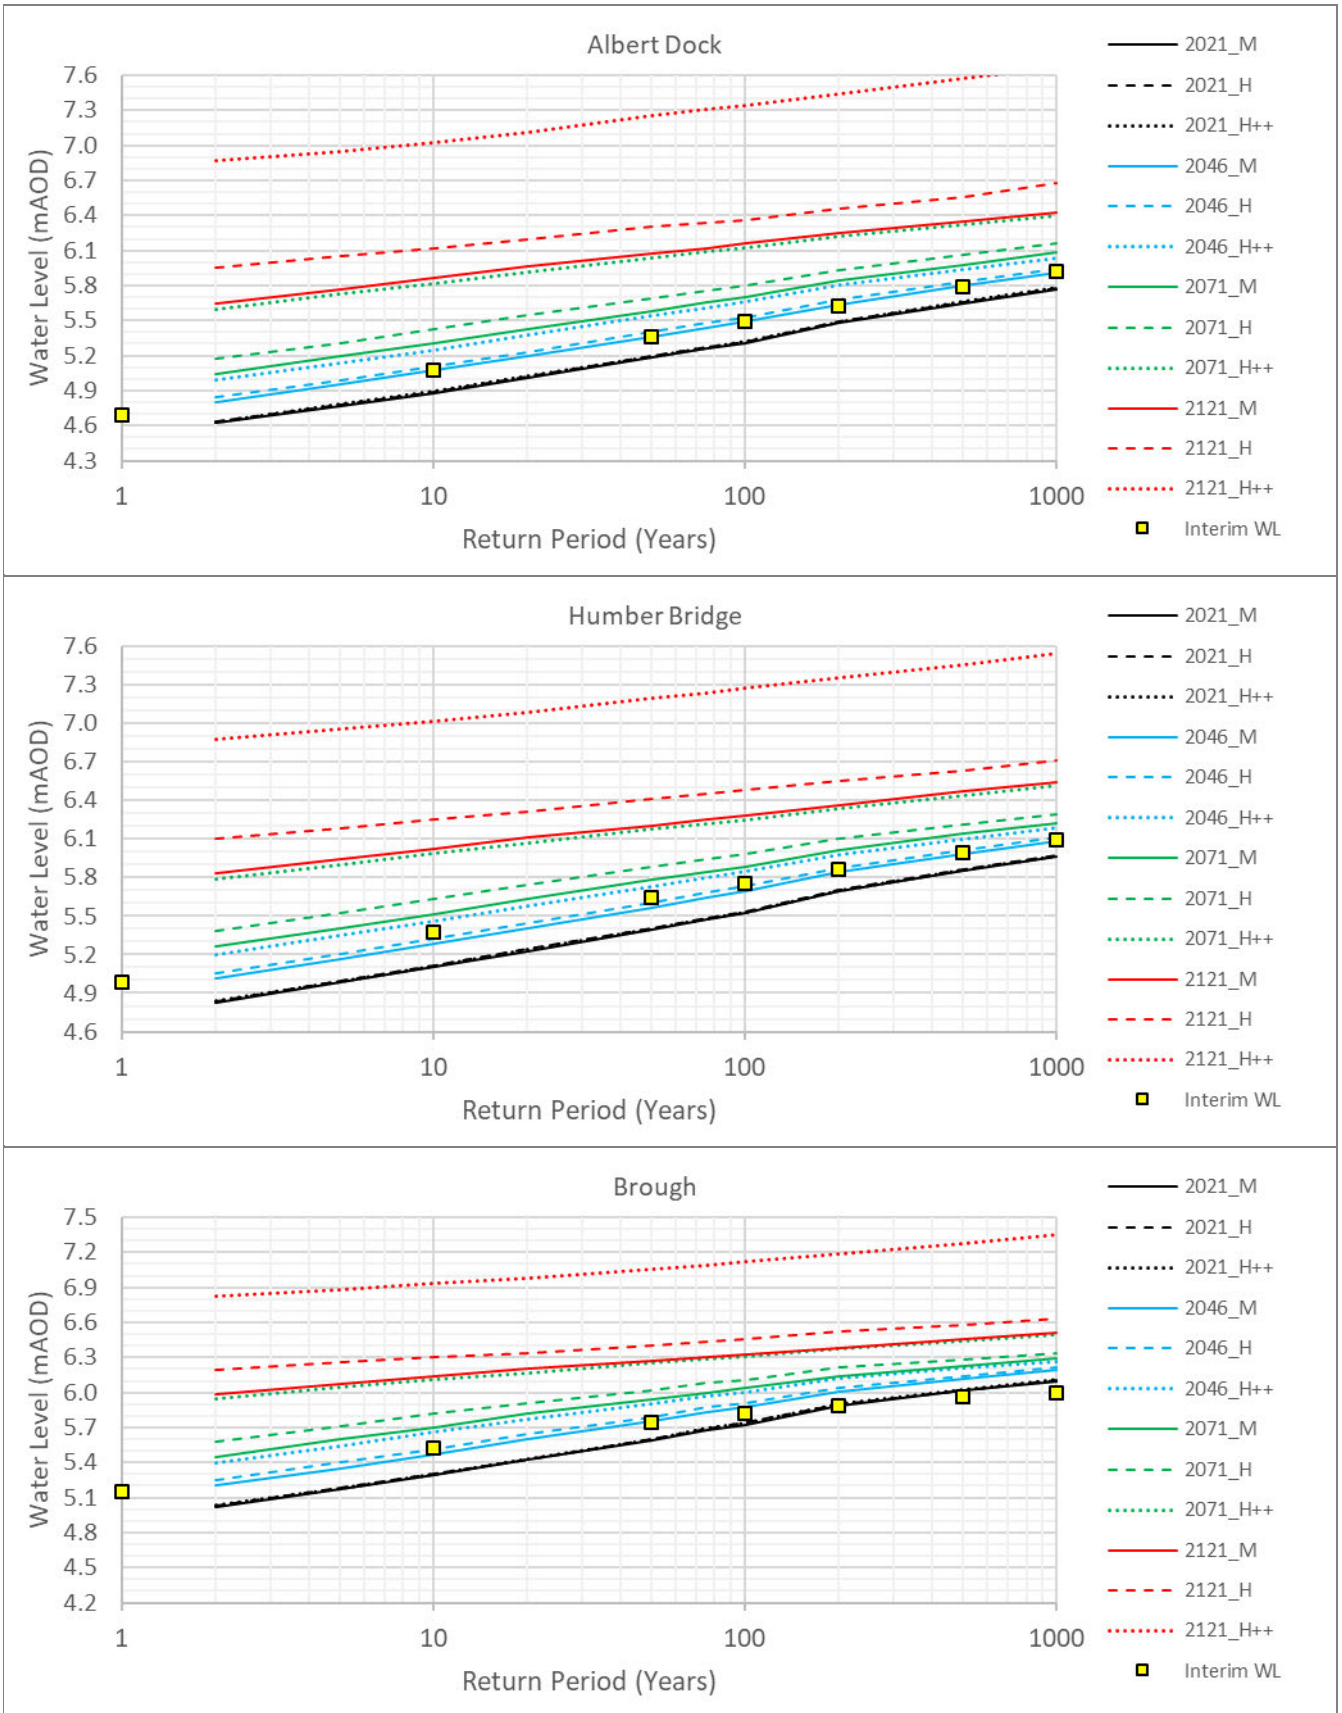 Albert Dock
Water Level (mAOD)
7.6
7.3
7.0
6.7
6.4
6.1
5.8
5.5
5.2
4.9
4.6
4.3
1
10
100
1000
Return Period (Years)
2021_M
2021_H
2021_H++
2046_M
2046_H
2046_H++
2071_M
2071_H
2071_H++
2121_M
2121_H
2121_H++
Interim WL
Humber Bridge
Water Level (mAOD)
7.6
7.3
7.0
6.7
6.4
6.1
5.8
5.5
5.2
4.9
4.6
1
10
100
1000
Return Period (Years)
2021_M
2021_H
2021_H++
2046_M
2046_H
2046_H++
2071_M
2071_H
2071_H++
2121_M
2121_H
2121_H++
Interim WL
Brough
Water Level (mAOD)
7.5
7.2
6.9
6.6
6.3
6.0
5.7
5.4
5.1
4.8
4.5
4.2
1
10
100
1000
Return Period (Years)
2021_M
2021_H
2021_H++
2046_M
2046_H
2046_H++
2071_M
2071_H
2071_H++
2121_M
2121_H
2121_H++
Interim WL